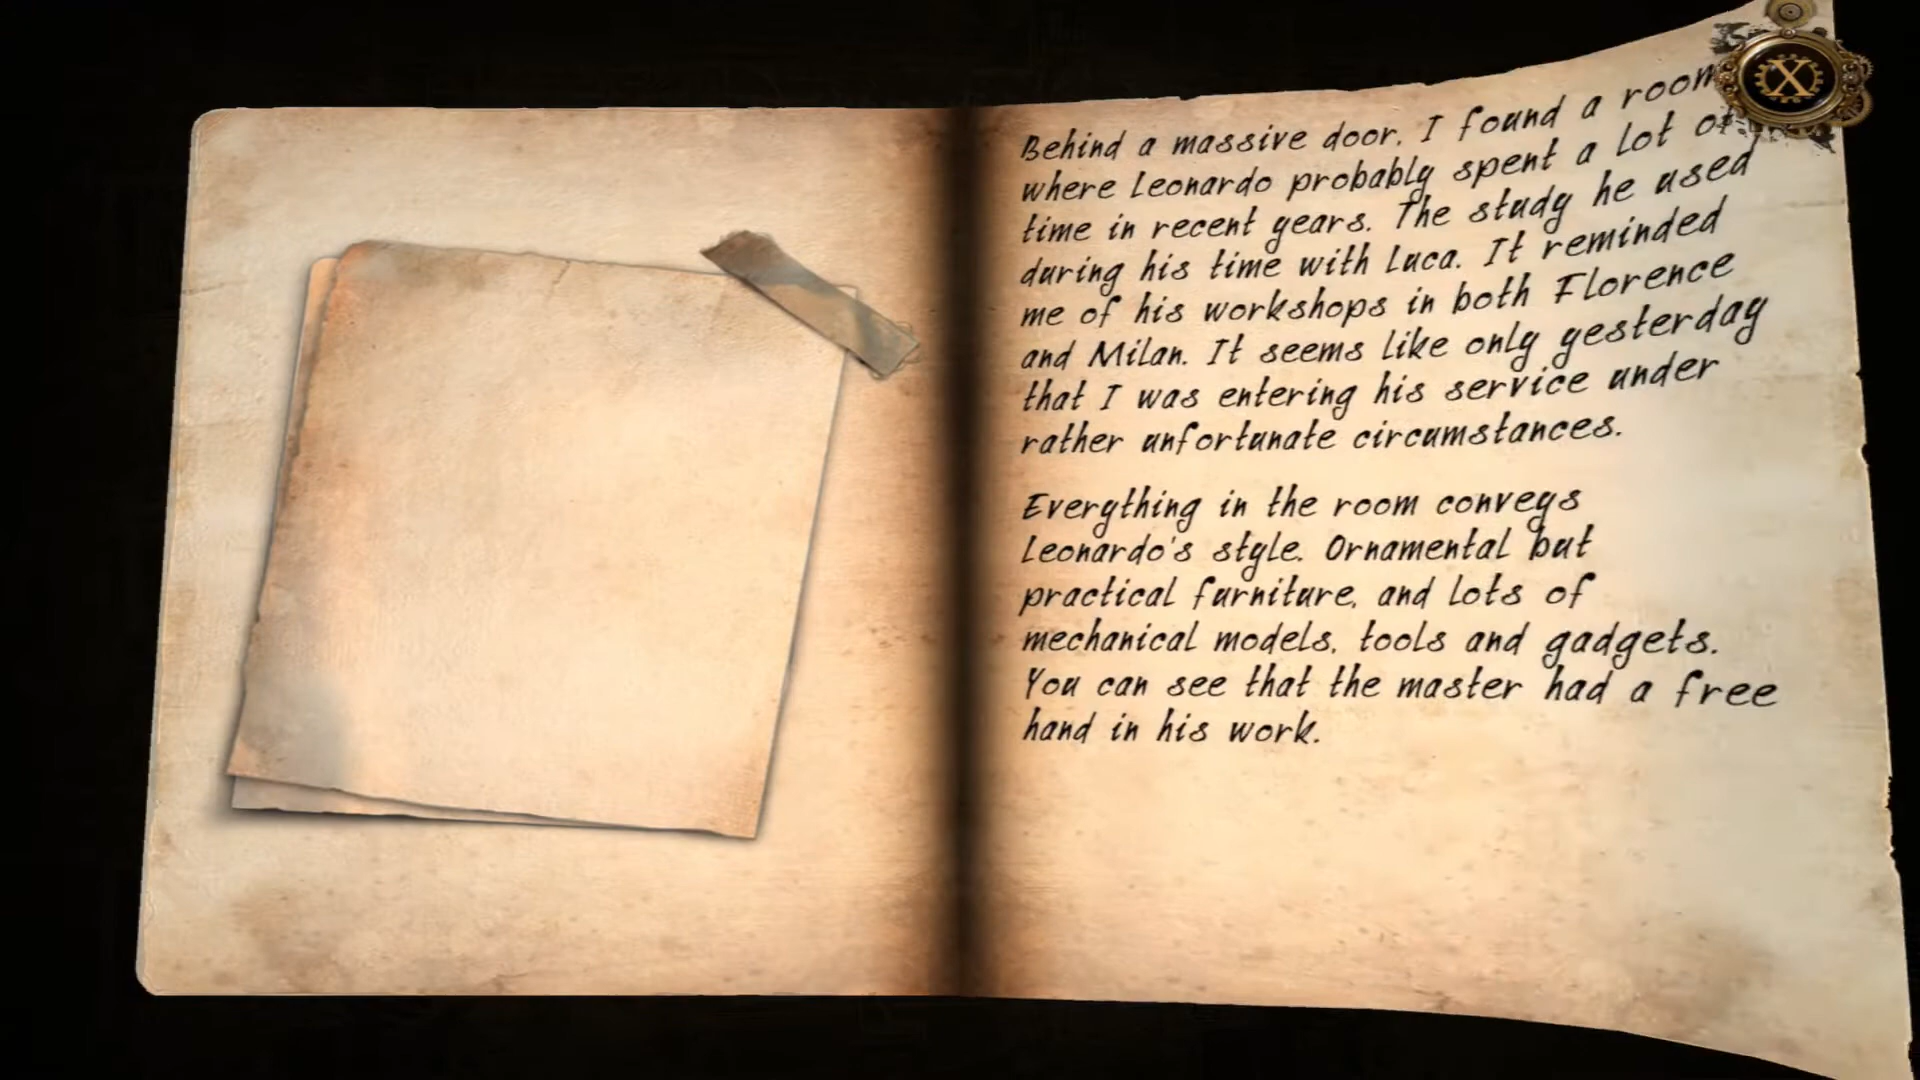 Behind a massive door, I found a room
where Leonardo probably spent a lot of
time in recent years. The study he used
during his time with Luca. It reminded
me of his workshops in both Florence
and Milan. It seems like only yesterday
that I was entering his service under
rather unfortunate circumstances.
Everything in the room conveys
Leonardo's style. Ornamental but
practical furniture, and lots of
mechanical models, tools and gadgets.
You can see that the master had a free
hand in his work.
X